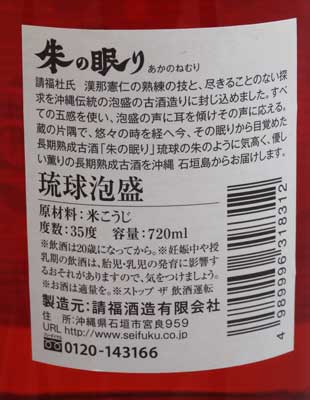 朱の眠り
あかのねむり
請福杜氏 漢那憲仁の熟練の技と、尽きることのない探
求を沖縄伝統の泡盛の古酒造りに封じ込めました。すべ
ての五感を使い、泡盛の声に耳を傾けその声に応える。
蔵の片隅で、悠々の時を経へ今、その眠りから目覚めた
長期熟成古酒「朱の眠り」琉球の朱のように気高く、優し
い薫りの長期熟成古酒を沖縄 石垣島からお届けします。
琉球泡盛
原材料:米こうじ
度数:35度 容量:720ml
※飲酒は20歳になってから。※妊娠中や授
乳期の飲酒は、胎児・乳児の発育に影響す
るおそれがありますので、気をつけましょう。
※お酒は適量を。※ストップ ザ 飲酒運転
製造元:請福酒造有限会社
住所:沖縄県石垣市宮良959
URL http://www.seifuku.co.jp
0120-143166
4989996318312